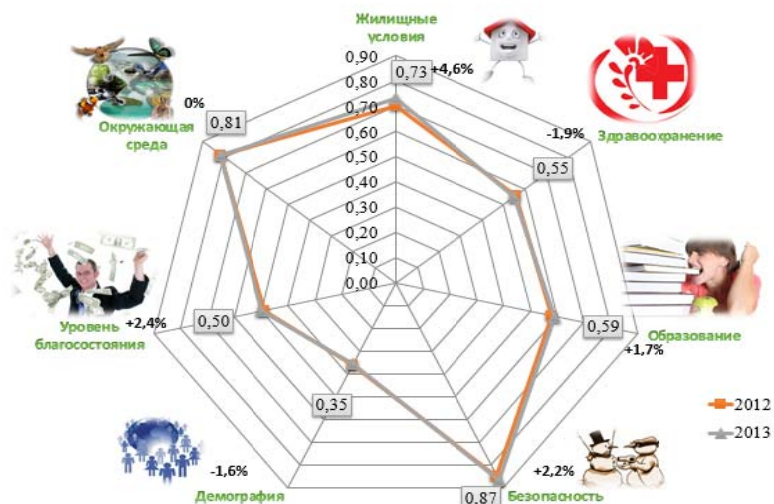 Жилищные
условия
0,90
0,80
0,70
0,60
0,50
0,40
0,30
0,20
0,10
0,00
0,73
+4,6%
-1,9%
Здравоохранение
0,55
0,59
Образование
+1,7%
2012
2013
+2,2%
0,87
Безопасность
-1,6%
Демография
0,35
+2,4%
Уровень
благосостояния
0,50
0%
Окружающая
среда
0,81